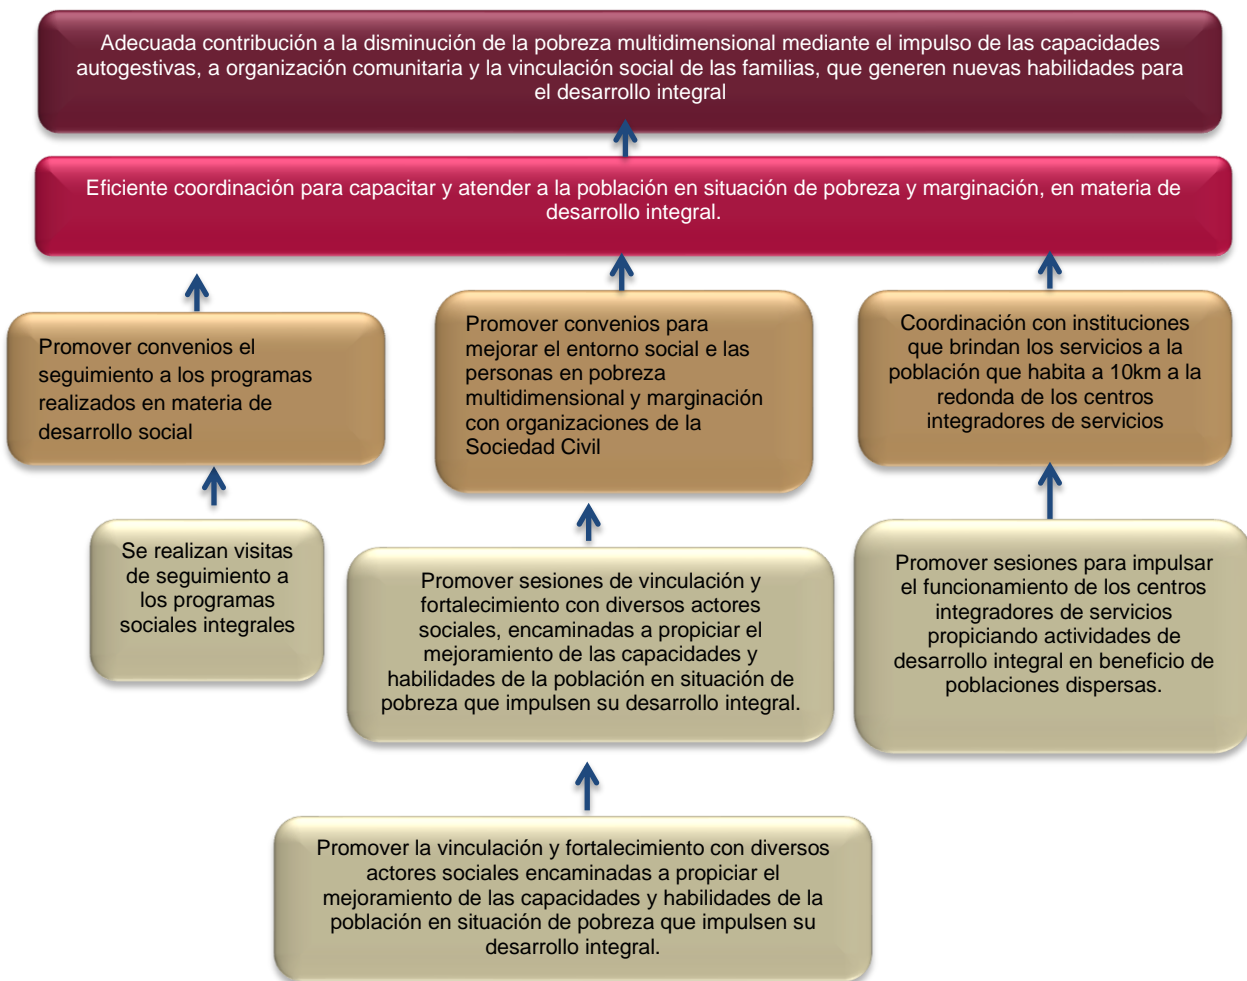 Adecuada contribución a la disminución de la pobreza multidimensional mediante el impulso de las capacidades
autogestivas, a organización comunitaria y la vinculación social de las familias, que generen nuevas habilidades para
el desarrollo integral
Eficiente coordinación para capacitar y atender a la población en situación de pobreza y marginación, en materia de
desarrollo integral.
Promover convenios el
seguimiento a los programas
realizados en materia de
desarrollo social
Promover convenios para
mejorar el entorno social e las
personas en pobreza
multidimensional y marginación
con organizaciones de la
Sociedad Civil
Coordinación con instituciones
que brindan los servicios a la
población que habita a 10km a la
redonda de los centros
integradores de servicios
Se realizan visitas
de seguimiento a
los programas
sociales integrales
Promover sesiones de vinculación y
fortalecimiento con diversos actores
sociales, encaminadas a propiciar el
mejoramiento de las capacidades y
habilidades de la población en situación de
pobreza que impulsen su desarrollo integral.
Promover sesiones para impulsar
el funcionamiento de los centros
integradores de servicios
propiciando actividades de
desarrollo integral en beneficio de
poblaciones dispersas.
Promover la vinculación y fortalecimiento con diversos
actores sociales encaminadas a propiciar el
mejoramiento de las capacidades y habilidades de la
población en situación de pobreza que impulsen su
desarrollo integral.